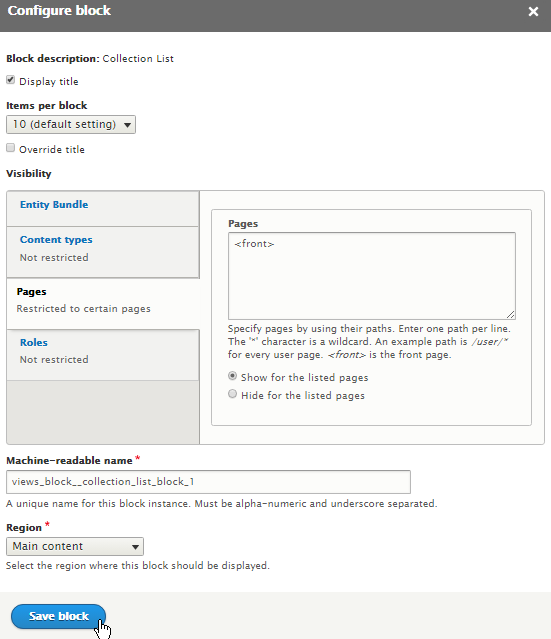 Configure block
Block description: Collection List
Display title
Items per block
10 (default setting)
Override title
Visibility
Entity Bundle
Content types
Not restricted
Pages
Restricted to certain pages
Roles
Not restricted
Pages
<front>
Specify pages by using their paths. Enter one path per line.
The '*' character is a wildcard. An example path is /user/*
for every user page. <front> is the front page.
Show for the listed pages
Hide for the listed pages
Machine-readable name *
views_block__collection_list_block_1
A unique name for this block instance. Must be alpha-numeric and underscore separated.
Region *
Main content
Select the region where this block should be displayed.
Save block